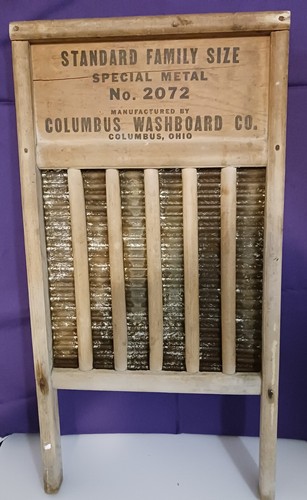 STANDARD FAMILY SIZE
SPECIAL METAL
No. 2072
MANUFACTURED BY
COLUMBUS WASHBOARD CO.
COLUMBUS, OHIO